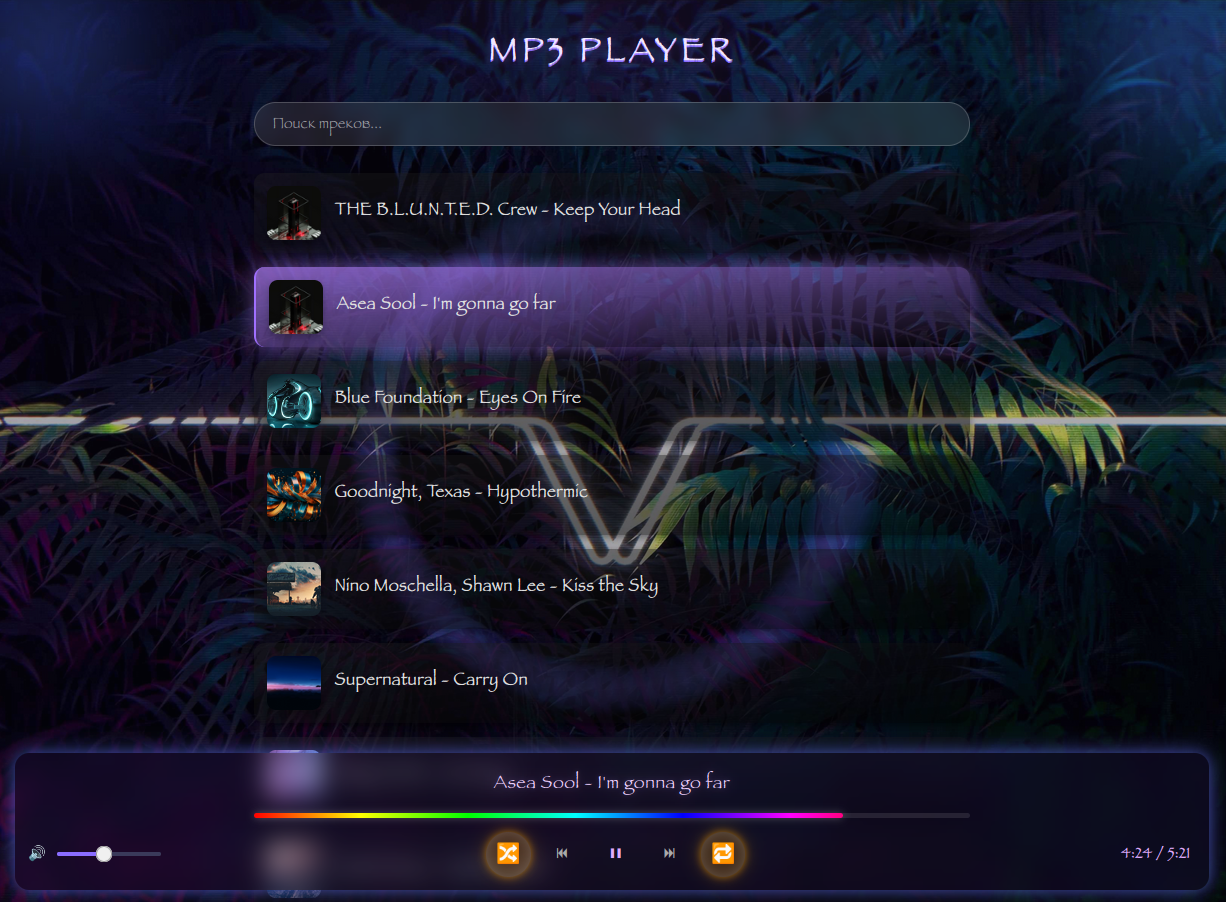 MP3 PLAYER
Поиск треков...
THE B.L.U.N.T.E.D. Crew - Keep Your Head
Asea Sool - I'm gonna go far
Blue Foundation - Eyes On Fire
Goodnight, Texas - Hypothermic
Nino Moschella, Shawn Lee - Kiss the Sky
Supernatural - Carry On
Asea Sool - I'm gonna go far
4:24 / 5:21